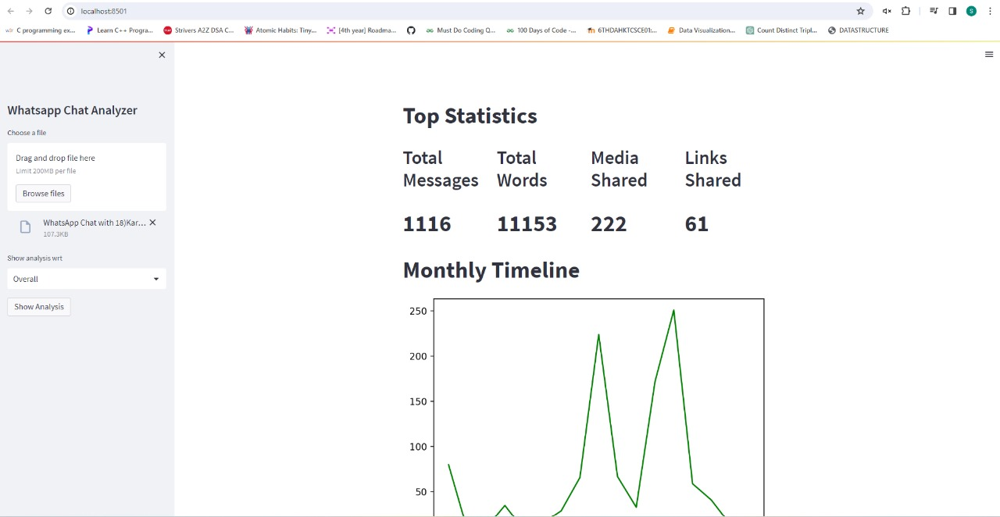 localhost:8501
S
C programming ex...
Learn C++ Progra...
Strivers A2Z DSA C...
Atomic Habits: Tiny...
[4th year] Roadma...
Must Do Coding Q...
100 Days of Code -...
6THDAHKTCSCE01:...
Data Visualization...
Count Distinct Tripl...
DATASTRUCTURE
Whatsapp Chat Analyzer
Choose a file
Drag and drop file here
Limit 200MB per file
Browse files
WhatsApp Chat with 18)Kar...
107.3KB
Show analysis wrt
Overall
Show Analysis
Top Statistics
Total Messages
Total Words
Media Shared
Links Shared
1116
11153
222
61
Monthly Timeline
250
200
150
100
50